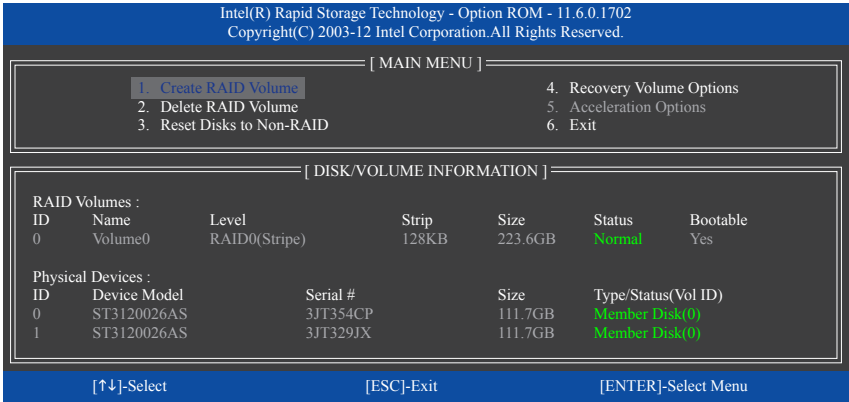 Intel(R) Rapid Storage Technology - Option ROM - 11.6.0.1702
Copyright(C) 2003-12 Intel Corporation.All Rights Reserved.
[ MAIN MENU ]
1. Create RAID Volume 4. Recovery Volume Options
2. Delete RAID Volume 5. Acceleration Options
3. Reset Disks to Non-RAID 6. Exit
[ DISK/VOLUME INFORMATION ]
RAID Volumes :
ID Name Level Strip Size Status Bootable
0 Volume0 RAID0(Stripe) 128KB 223.6GB Normal Yes
Physical Devices :
ID Device Model Serial # Size Type/Status(Vol ID)
0 ST3120026AS 3JT354CP 111.7GB Member Disk(0)
1 ST3120026AS 3JT329JX 111.7GB Member Disk(0)
[↑↓]-Select [ESC]-Exit [ENTER]-Select Menu